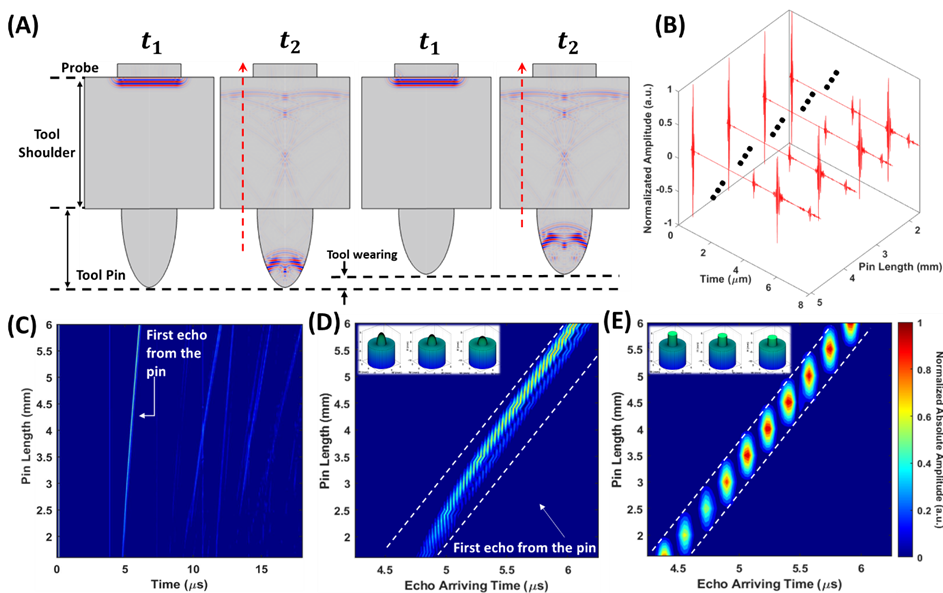 (A)
t1
t2
t1
t2
Probe
Tool
Shoulder
Tool Pin
Tool wearing
(B)
Normalizated Amplitude (a.u.)
1
0.5
0
-0.5
-1
0
2
4
6
8
Time (μm)
5
4
3
2
Pin Length (mm)
(C)
Pin Length (mm)
6
5.5
5
4.5
4
3.5
3
2.5
2
First echo
from the
pin
0
5
10
15
Time (μs)
(D)
Pin Length (mm)
6
5.5
5
4.5
4
3.5
3
2.5
2
First echo from the pin
4.5
5
5.5
6
Echo Arriving Time (μs)
(E)
Pin Length (mm)
6
5.5
5
4.5
4
3.5
3
2.5
2
4.5
5
5.5
6
Echo Arriving Time (μs)
1
0.8
0.6
0.4
0.2
0
Normalized Absolute Amplitude (a.u.)